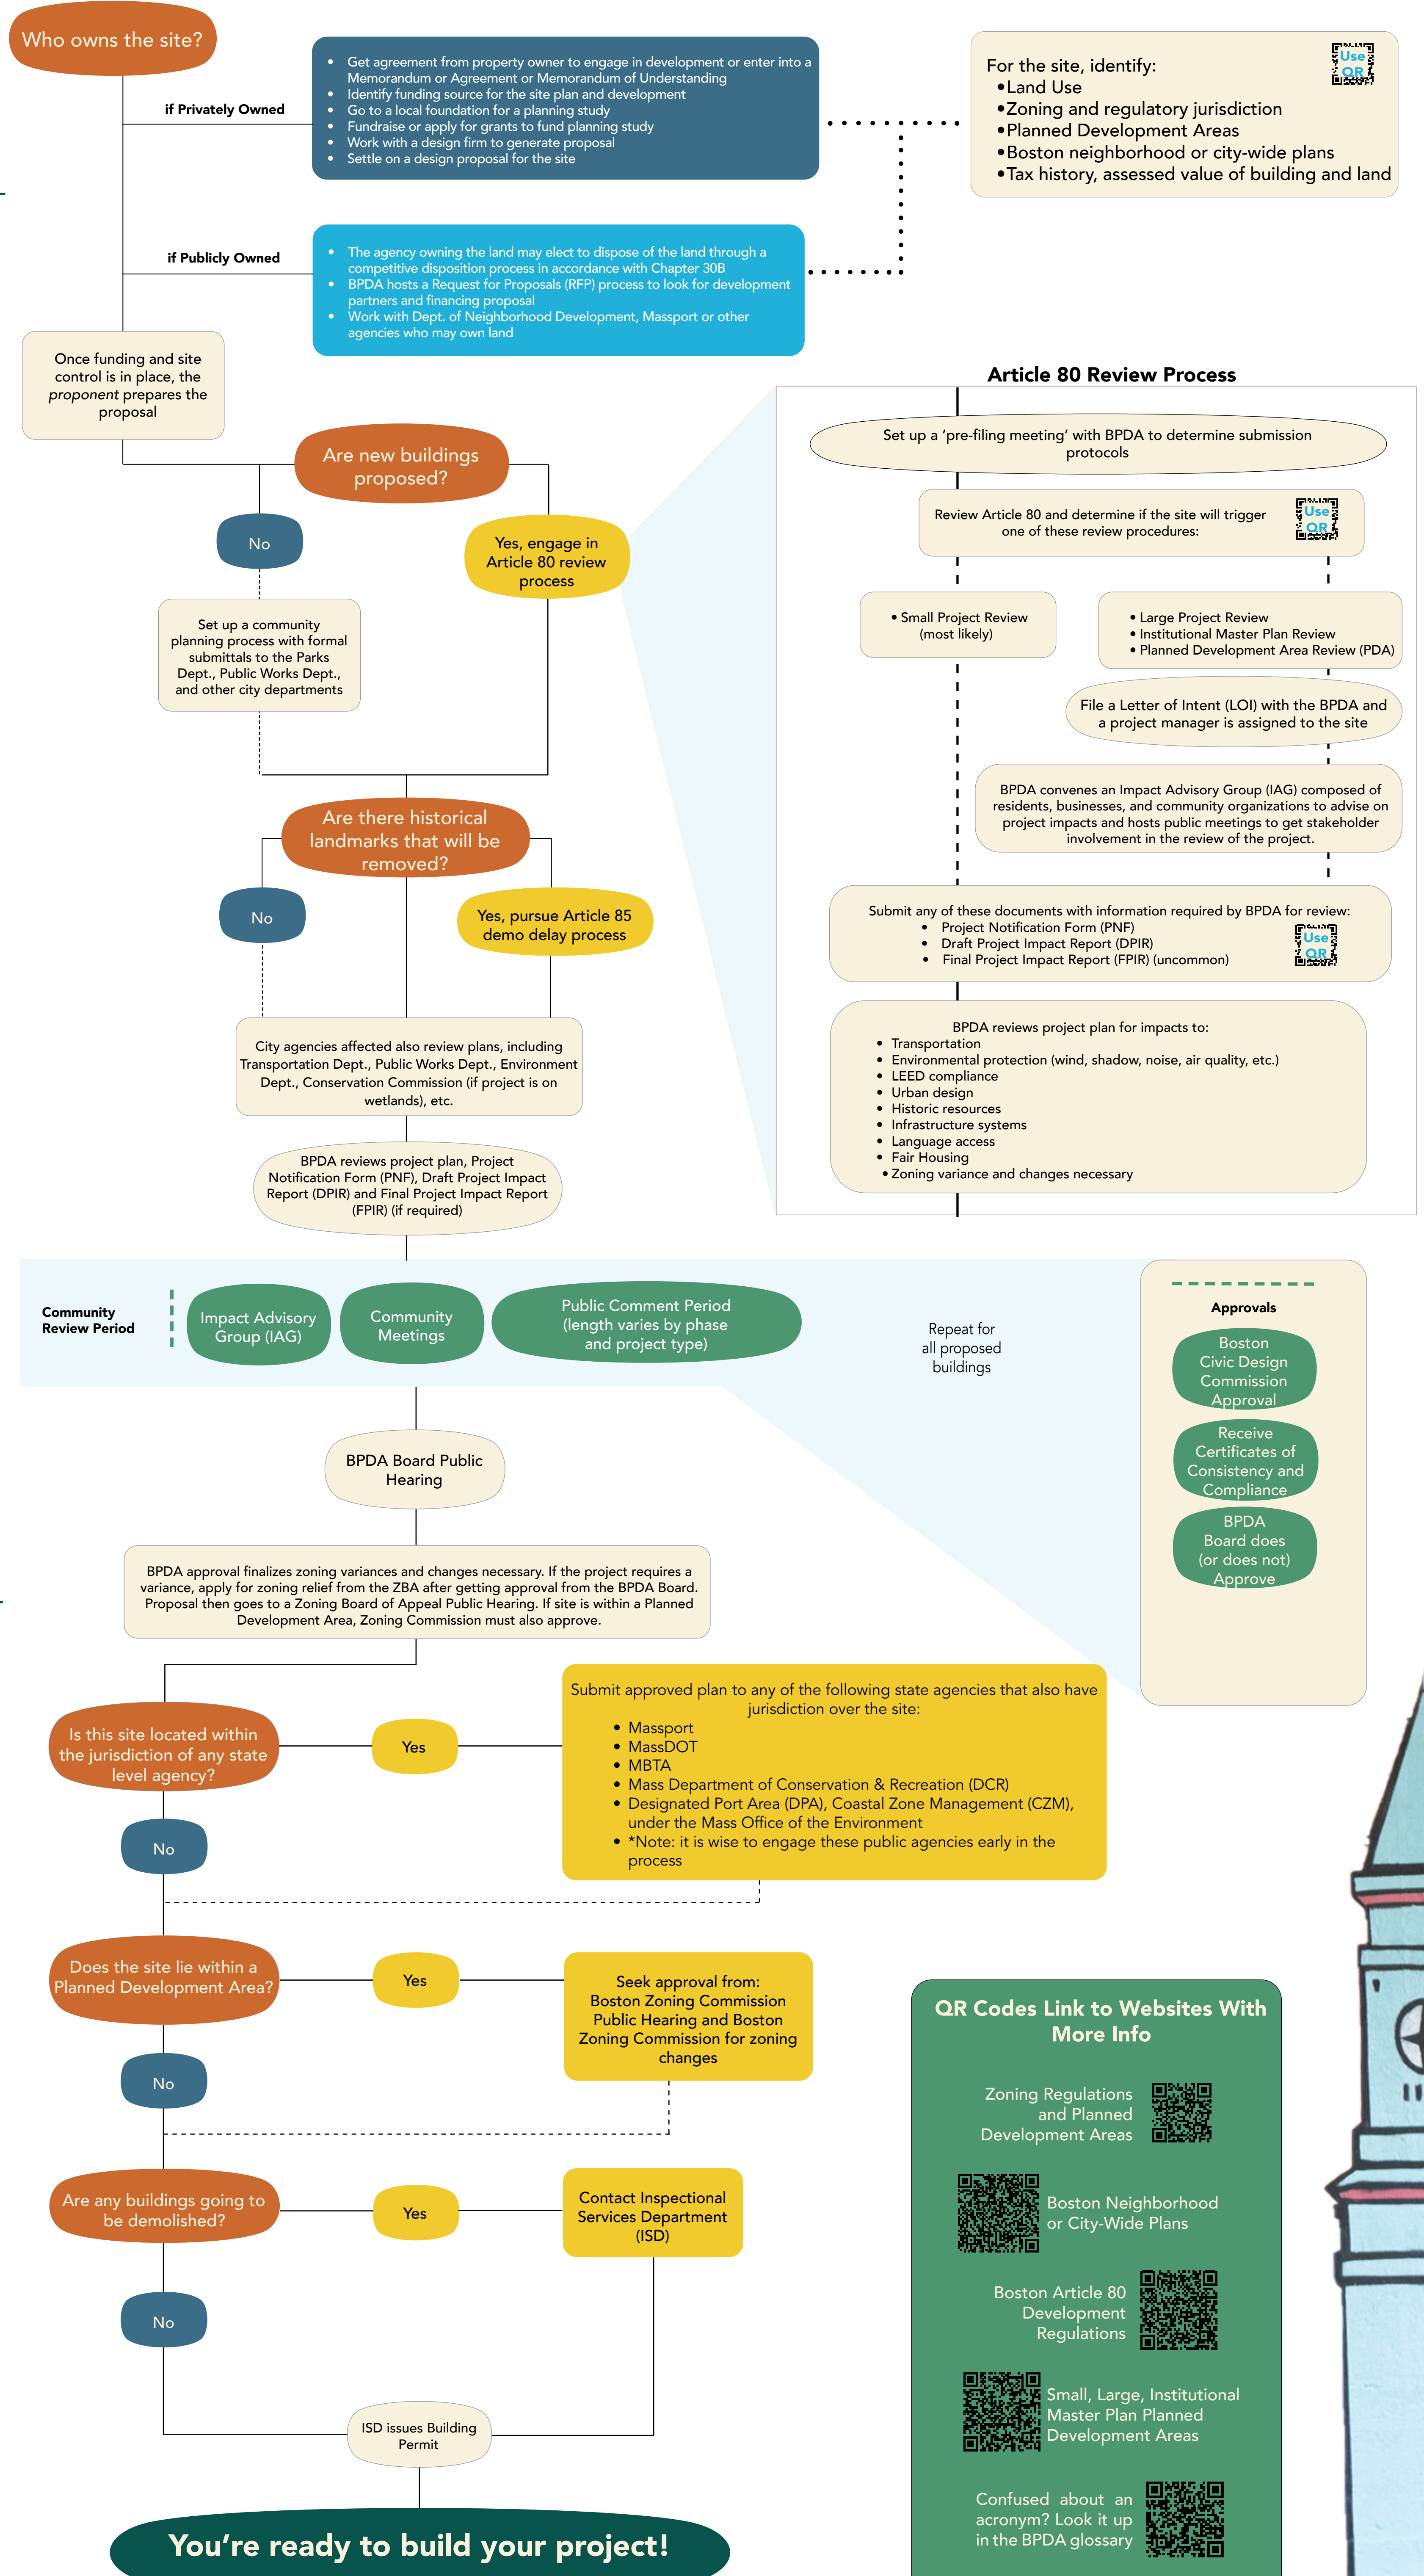 Who owns the site?
if Privately Owned
• Get agreement from property owner to engage in development or enter into a
Memorandum or Agreement or Memorandum of Understanding
• Identify funding source for the site plan and development
• Go to a local foundation for a planning study
• Fundraise or apply for grants to fund planning study
• Work with a design firm to generate proposal
• Settle on a design proposal for the site
For the site, identify:
•Land Use
•Zoning and regulatory jurisdiction
•Planned Development Areas
•Boston neighborhood or city-wide plans
•Tax history, assessed value of building and land
Use
QR
if Publicly Owned
• The agency owning the land may elect to dispose of the land through a
competitive disposition process in accordance with Chapter 30B
• BPDA hosts a Request for Proposals (RFP) process to look for development
partners and financing proposal
• Work with Dept. of Neighborhood Development, Massport or other
agencies who may own land
Once funding and site
control is in place, the
proponent prepares the
proposal
Are new buildings
proposed?
No
Yes, engage in
Article 80 review
process
Set up a community
planning process with formal
submittals to the Parks
Dept., Public Works Dept.,
and other city departments
Article 80 Review Process
Set up a ‘pre-filing meeting’ with BPDA to determine submission
protocols
Review Article 80 and determine if the site will trigger
one of these review procedures:
Use
QR
• Small Project Review
(most likely)
• Large Project Review
• Institutional Master Plan Review
• Planned Development Area Review (PDA)
File a Letter of Intent (LOI) with the BPDA and
a project manager is assigned to the site
BPDA convenes an Impact Advisory Group (IAG) composed of
residents, businesses, and community organizations to advise on
project impacts and hosts public meetings to get stakeholder
involvement in the review of the project.
Submit any of these documents with information required by BPDA for review:
• Project Notification Form (PNF)
• Draft Project Impact Report (DPIR)
• Final Project Impact Report (FPIR) (uncommon)
Use
QR
BPDA reviews project plan for impacts to:
• Transportation
• Environmental protection (wind, shadow, noise, air quality, etc.)
• LEED compliance
• Urban design
• Historic resources
• Infrastructure systems
• Language access
• Fair Housing
• Zoning variance and changes necessary
Are there historical
landmarks that will be
removed?
No
Yes, pursue Article 85
demo delay process
City agencies affected also review plans, including
Transportation Dept., Public Works Dept., Environment
Dept., Conservation Commission (if project is on
wetlands), etc.
BPDA reviews project plan, Project
Notification Form (PNF), Draft Project Impact
Report (DPIR) and Final Project Impact Report
(FPIR) (if required)
Community
Review Period
Impact Advisory
Group (IAG)
Community
Meetings
Public Comment Period
(length varies by phase
and project type)
Repeat for
all proposed
buildings
Approvals
Boston
Civic Design
Commission
Approval
Receive
Certificates of
Consistency and
Compliance
BPDA
Board does
(or does not)
Approve
BPDA Board Public
Hearing
BPDA approval finalizes zoning variances and changes necessary. If the project requires a
variance, apply for zoning relief from the ZBA after getting approval from the BPDA Board.
Proposal then goes to a Zoning Board of Appeal Public Hearing. If site is within a Planned
Development Area, Zoning Commission must also approve.
Is this site located within
the jurisdiction of any state
level agency?
Yes
Submit approved plan to any of the following state agencies that also have
jurisdiction over the site:
• Massport
• MassDOT
• MBTA
• Mass Department of Conservation & Recreation (DCR)
• Designated Port Area (DPA), Coastal Zone Management (CZM),
under the Mass Office of the Environment
• *Note: it is wise to engage these public agencies early in the
process
No
Does the site lie within a
Planned Development Area?
Yes
Seek approval from:
Boston Zoning Commission
Public Hearing and Boston
Zoning Commission for zoning
changes
No
Are any buildings going to
be demolished?
Yes
Contact Inspectional
Services Department
(ISD)
No
ISD issues Building
Permit
You’re ready to build your project!
QR Codes Link to Websites With
More Info
Zoning Regulations
and Planned
Development Areas
Boston Neighborhood
or City-Wide Plans
Boston Article 80
Development
Regulations
Small, Large, Institutional
Master Plan Planned
Development Areas
Confused about an
acronym? Look it up
in the BPDA glossary